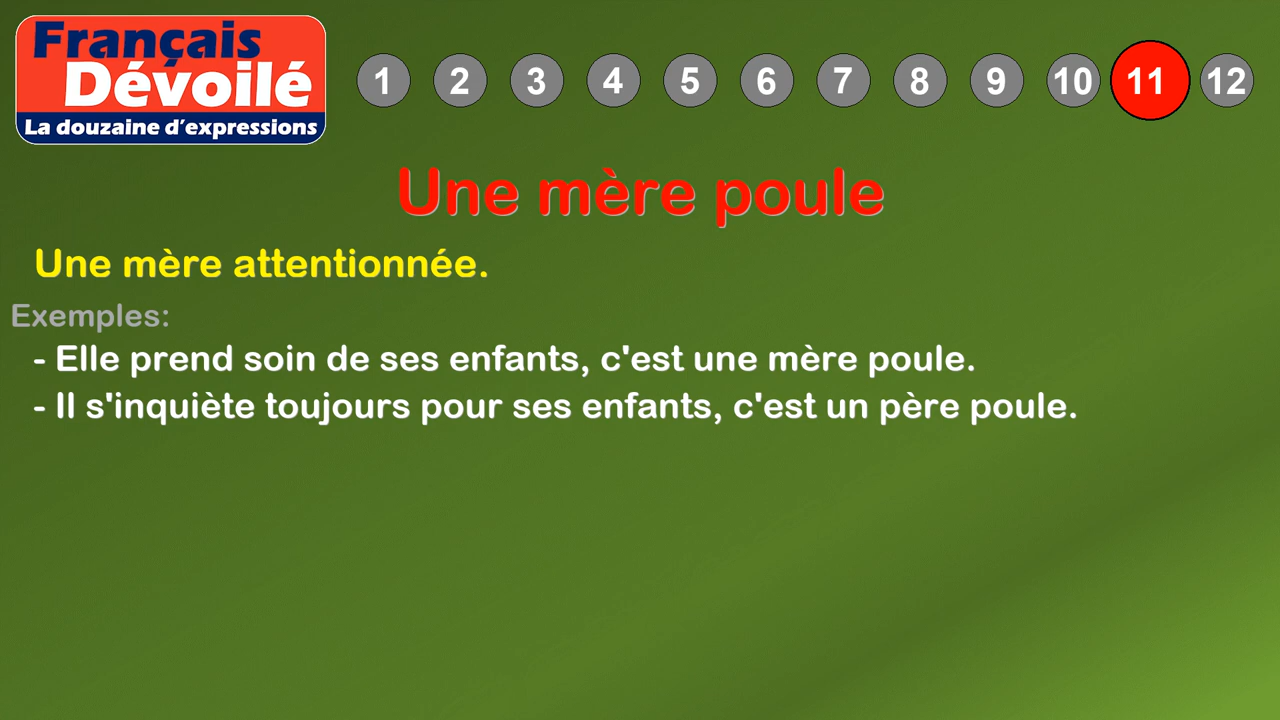 Français
Dévoilé
La douzaine d'expressions
1 2 3 4 5 6 7 8 9 10 11 12
Une mère poule
Une mère attentionnée.
Exemples:
- Elle prend soin de ses enfants, c'est une mère poule.
- Il s'inquiète toujours pour ses enfants, c'est un père poule.